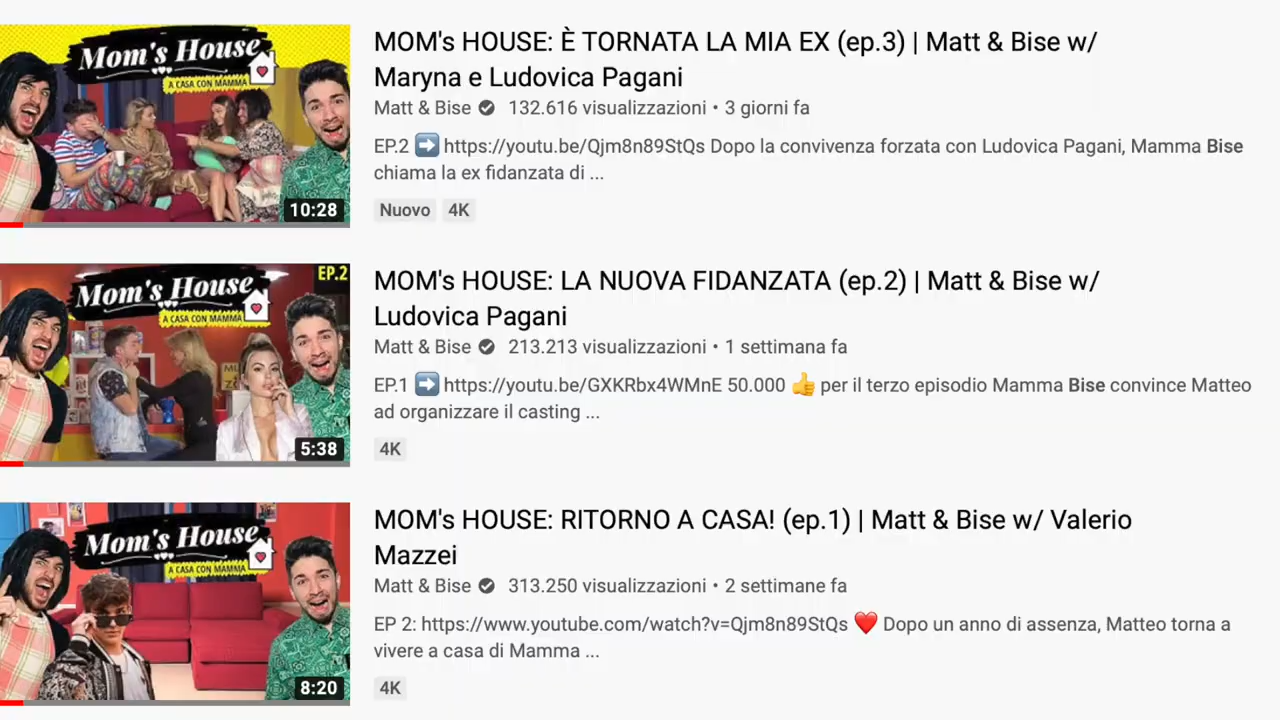 Mom's House
A CASA CON MAMMA
10:28
MOM's HOUSE: È TORNATA LA MIA EX (ep.3) | Matt & Bise w/
Maryna e Ludovica Pagani
Matt & Bise 132.616 visualizzazioni • 3 giorni fa
EP.2 ➡️ https://youtu.be/Qjm8n89StQs Dopo la convivenza forzata con Ludovica Pagani, Mamma Bise
chiama la ex fidanzata di ...
Nuovo 4K
EP.2
Mom's House
A CASA CON MAMMA
5:38
MOM's HOUSE: LA NUOVA FIDANZATA (ep.2) | Matt & Bise w/
Ludovica Pagani
Matt & Bise 213.213 visualizzazioni • 1 settimana fa
EP.1 ➡️ https://youtu.be/GXKRbx4WMnE 50.000 👍 per il terzo episodio Mamma Bise convince Matteo
ad organizzare il casting ...
4K
Mom's House
A CASA CON MAMMA
8:20
MOM's HOUSE: RITORNO A CASA! (ep.1) | Matt & Bise w/ Valerio
Mazzei
Matt & Bise 313.250 visualizzazioni • 2 settimane fa
EP 2: https://www.youtube.com/watch?v=Qjm8n89StQs ❤️ Dopo un anno di assenza, Matteo torna a
vivere a casa di Mamma ...
4K